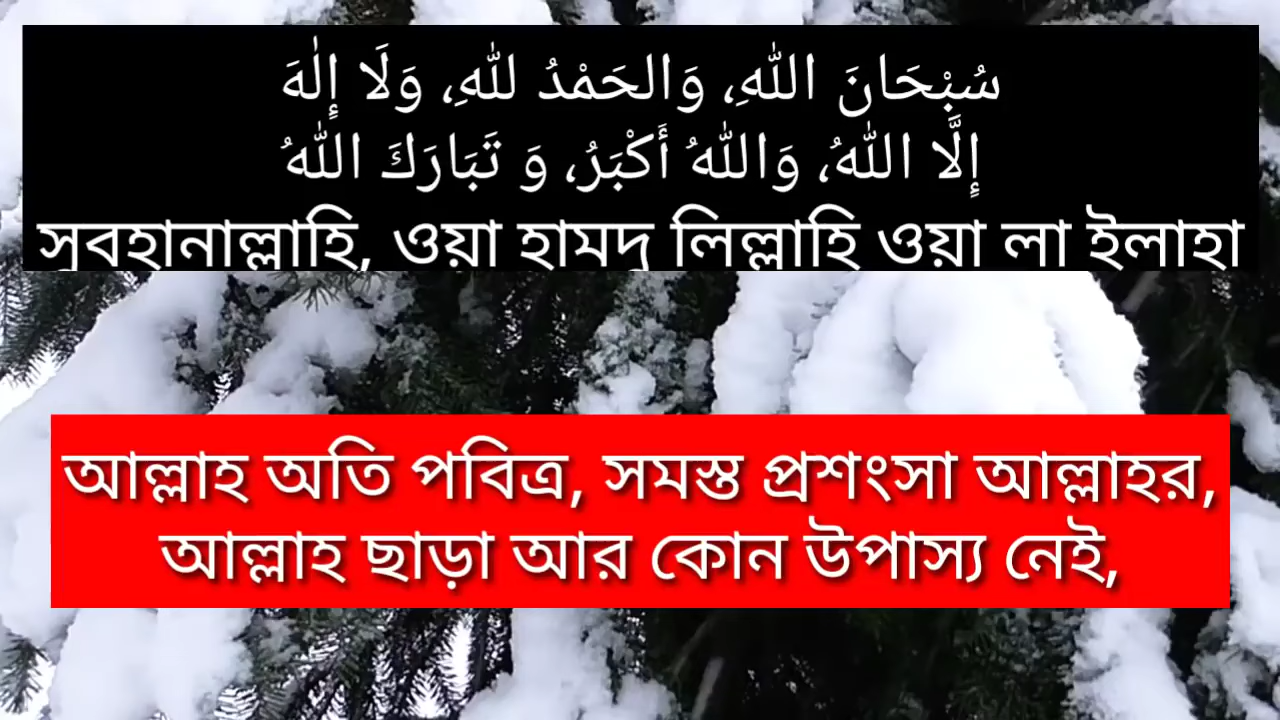 سُبْحَانَ اللّٰهِ، وَالحَمْدُ للّٰهِ، وَلَا إِلٰهَ
إِلَّا اللّٰهُ، وَاللّٰهُ أَكْبَرُ، وَ تَبَارَكَ اللّٰهُ
সুবহানাল্লাহি, ওয়া হামদু লিল্লাহি ওয়া লা ইলাহা
আল্লাহ অতি পবিত্র, সমস্ত প্রশংসা আল্লাহর,
আল্লাহ ছাড়া আর কোন উপাস্য নেই,